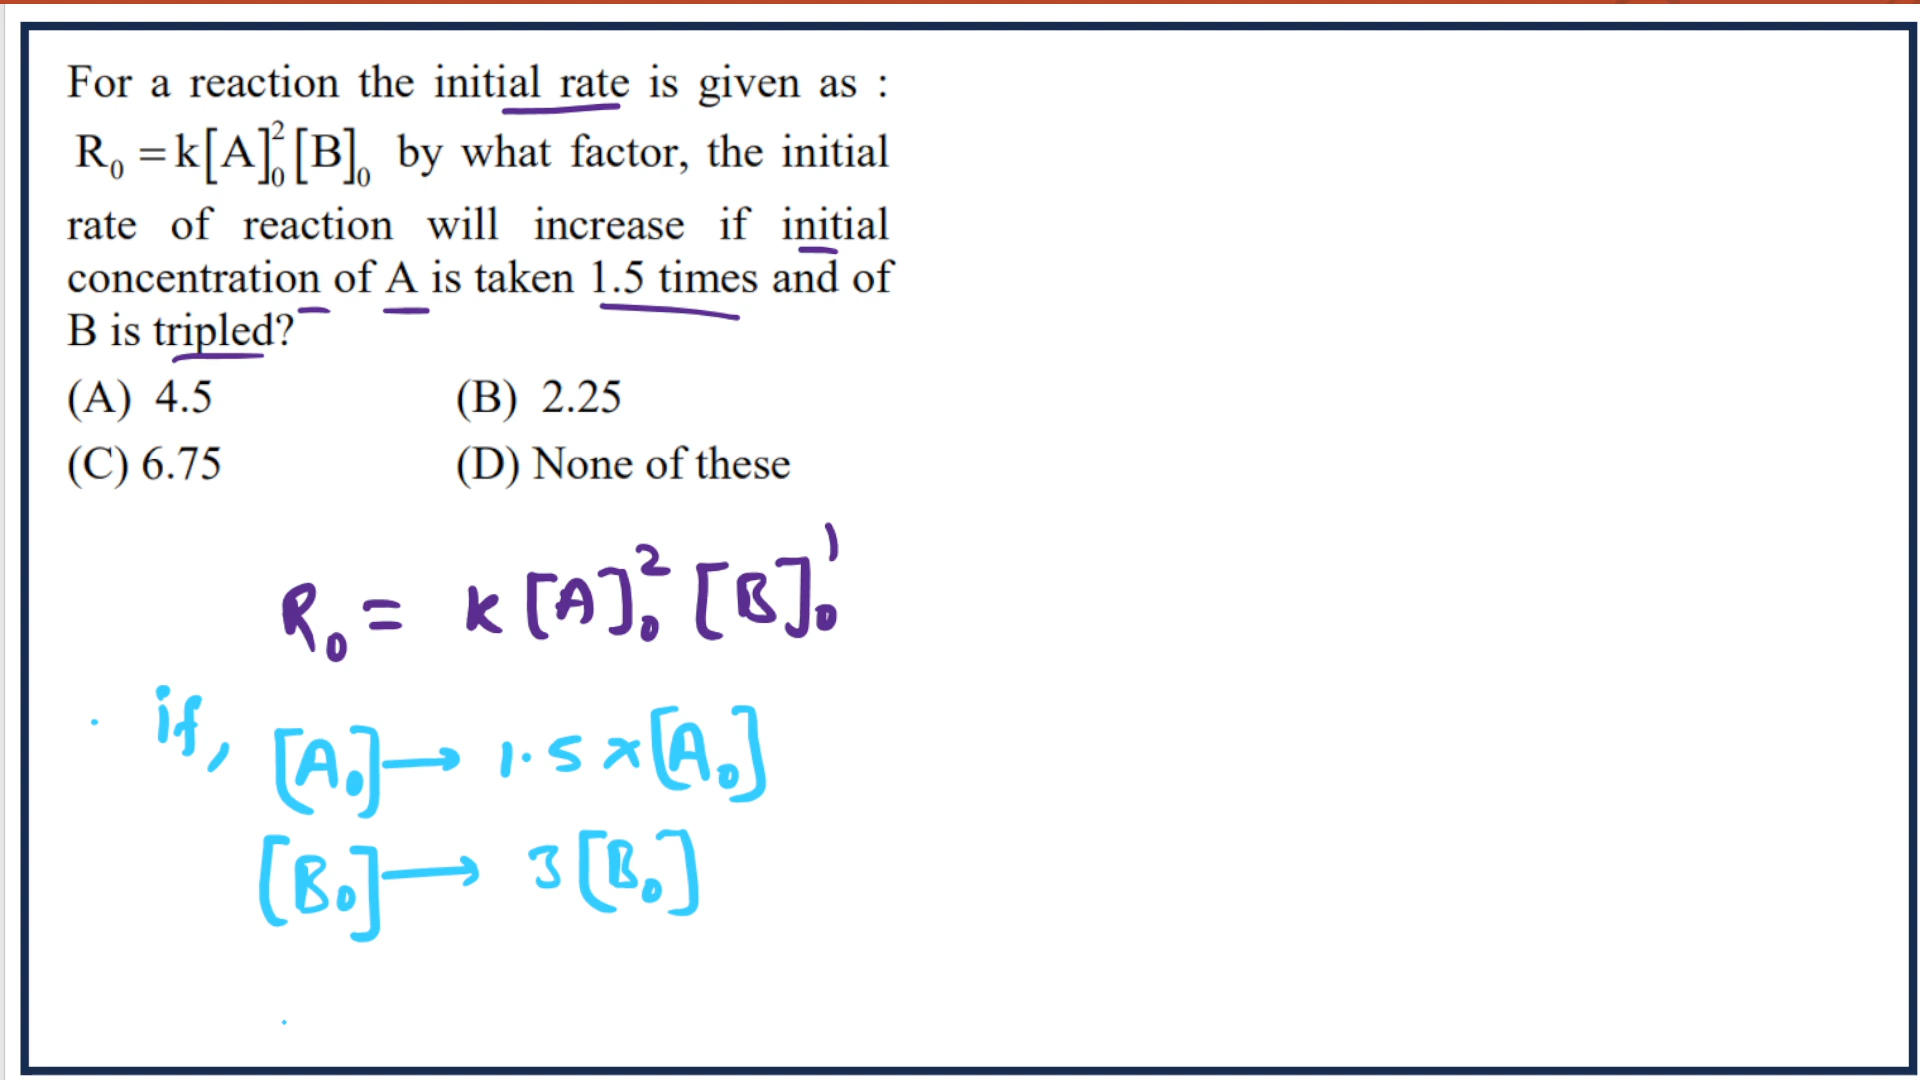 For a reaction the initial rate is given as :
R₀ = k[A]₀²[B]₀ by what factor, the initial
rate of reaction will increase if initial
concentration of A is taken 1.5 times and of
B is tripled?
(A) 4.5 (B) 2.25
(C) 6.75 (D) None of these
R₀ = k[A]₀²[B]₀¹
if, [A₀] → 1.5 × [A₀]
[B₀] → 3[B₀]